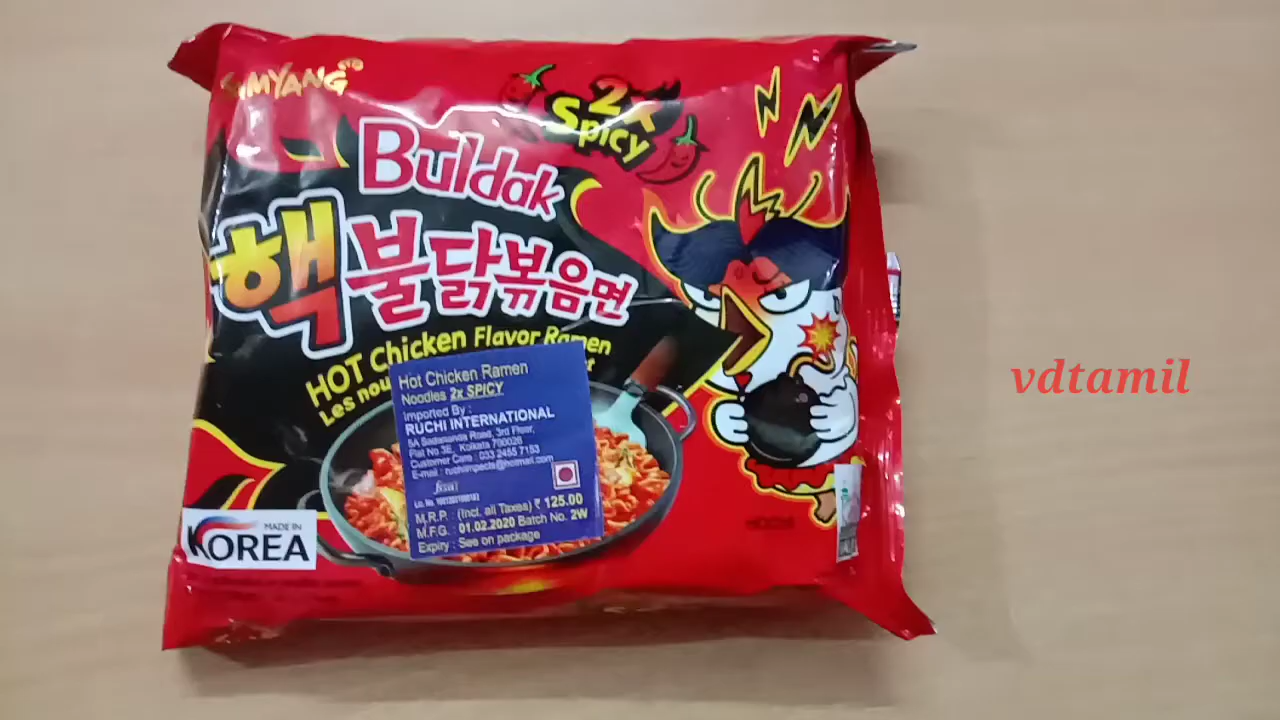 SAMYANG
2x
Spicy
Buldak
핵불닭볶음면
HOT Chicken Flavor Ramen
Les nou
Hot Chicken Ramen
Noodles 2x SPICY
Imported By :
RUCHI INTERNATIONAL
5A Sadananda Road, 3rd Floor,
Flat No 3E, Kolkata 700026
Customer Care : 033 2455 7153
E-mail : ruchiimpects@hotmail.com
fssai
M.R.P. : (Incl. all Taxes) ₹ 125.00
M.F.G. : 01.02.2020 Batch No. 2W
Expiry : See on package
MADE IN
KOREA
vdtamil